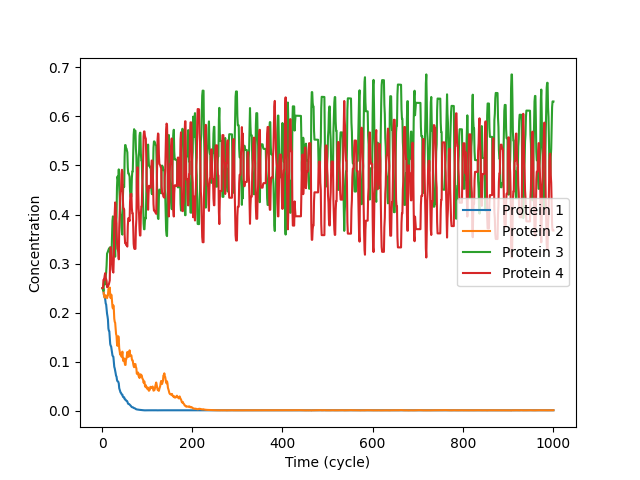 0.7
0.6
0.5
0.4
0.3
0.2
0.1
0.0
Concentration
Protein 1
Protein 2
Protein 3
Protein 4
0
200
400
600
800
1000
Time (cycle)